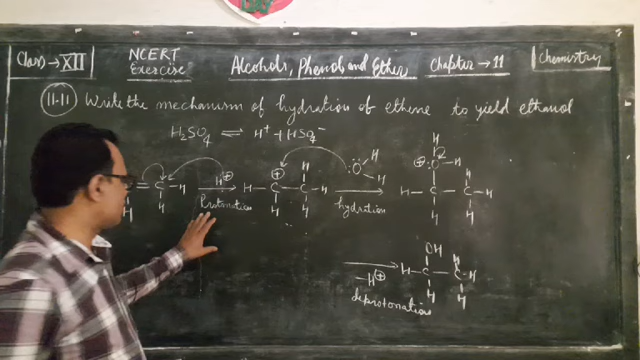 Class → XII
NCERT
Exercise
Alcohols, Phenols and Ether
Chapter → 11
Chemistry
11.11 Write the mechanism of hydration of ethene to yield ethanol
H₂SO₄ ⇌ H⁺ + HSO₄⁻
= C - H
H
H
H⁺
Protonation
H - C - C - H
⊕
H
H
H
O
H
H
hydration
H
⊕ O - H
H - C - C - H
H
H
H
- H⁺
deprotonation
OH
H
H - C - C - H
H
H